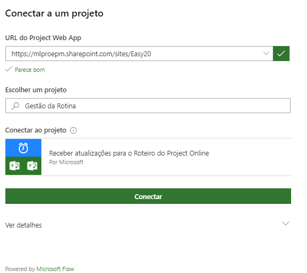 Conectar a um projeto
URL do Project Web App
https://mlproepm.sharepoint.com/sites/Easy20
Parece bom
Escolher um projeto
Gestão da Rotina
Conectar ao projeto
Receber atualizações para o Roteiro do Project Online
Por Microsoft
Conectar
Ver detalhes
Powered by Microsoft Flow